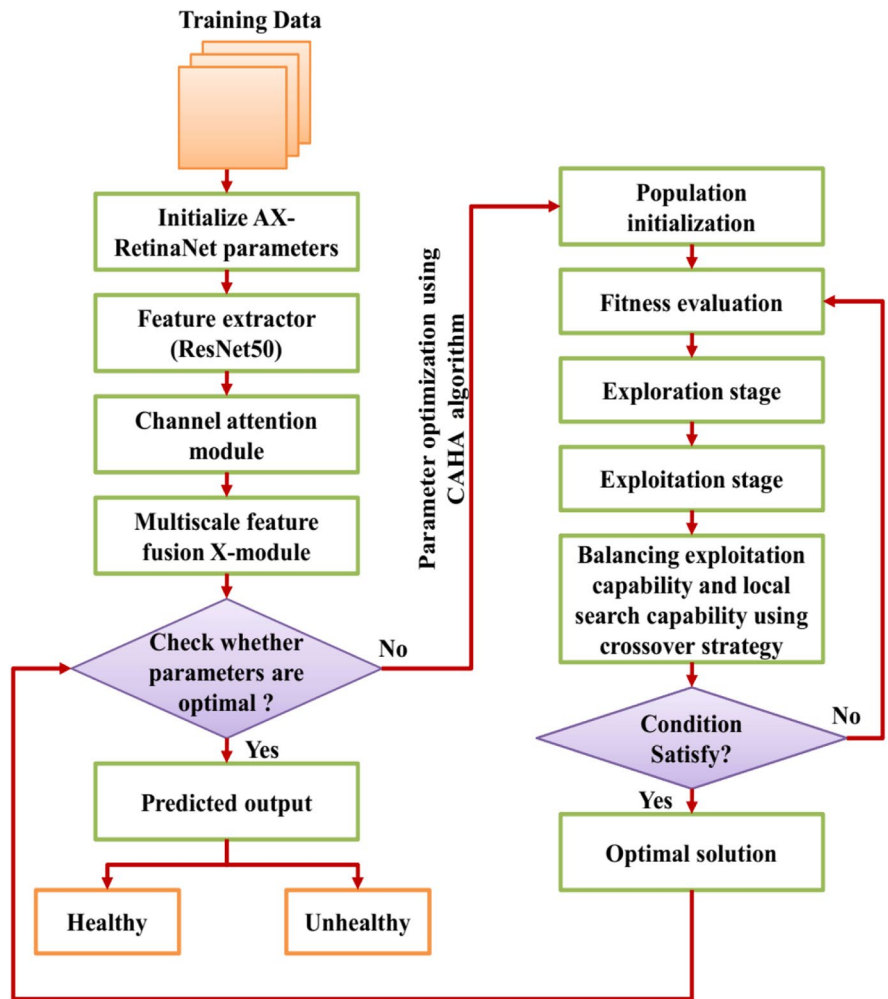 Training Data
Initialize AX-
RetinaNet parameters
Feature extractor
(ResNet50)
Channel attention
module
Multiscale feature
fusion X-module
Check whether
parameters are
optimal ?
No
Yes
Predicted output
Healthy
Unhealthy
Parameter optimization using
CAHA algorithm
Population
initialization
Fitness evaluation
Exploration stage
Exploitation stage
Balancing exploitation
capability and local
search capability using
crossover strategy
Condition
Satisfy?
No
Yes
Optimal solution